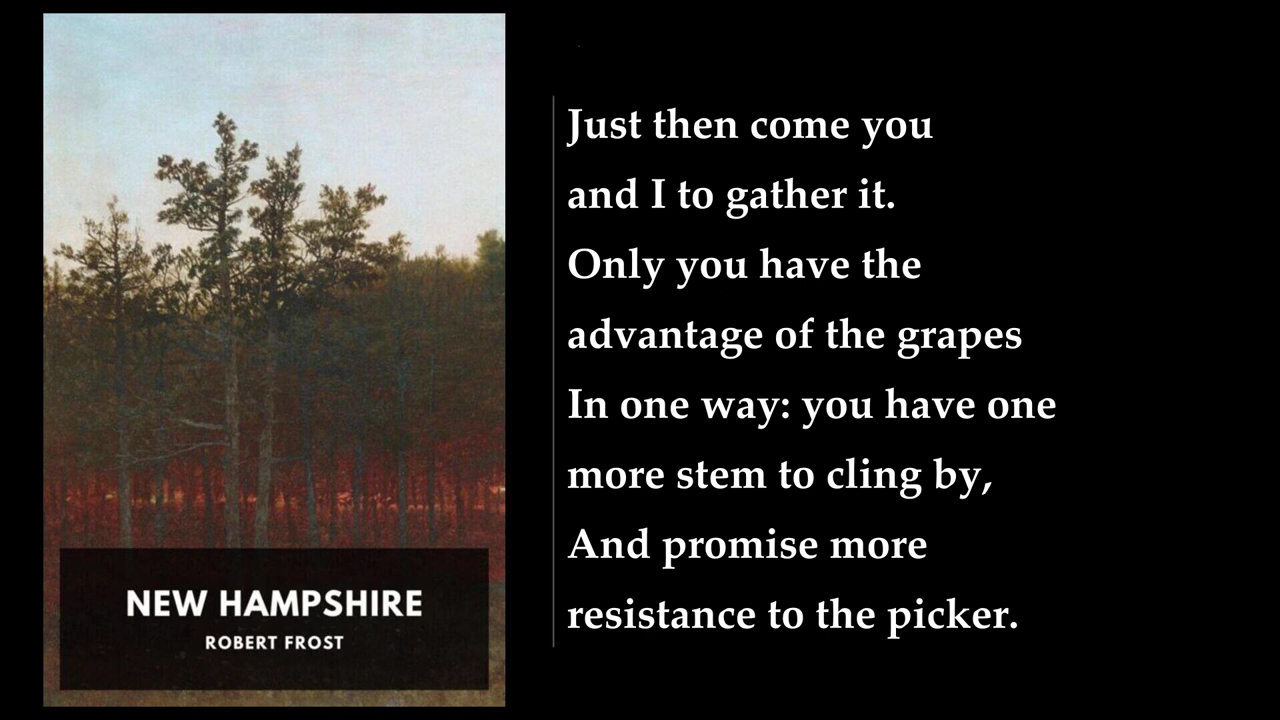 NEW HAMPSHIRE
ROBERT FROST
Just then come you
and I to gather it.
Only you have the
advantage of the grapes
In one way: you have one
more stem to cling by,
And promise more
resistance to the picker.